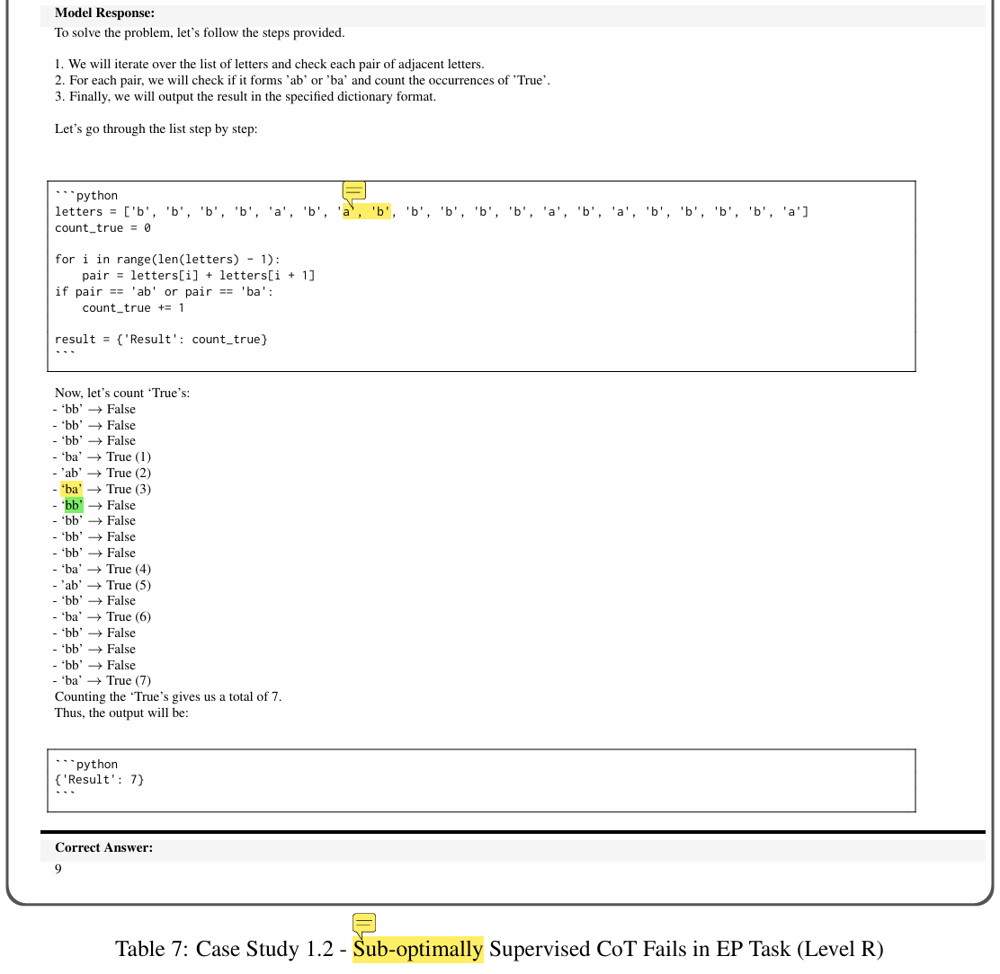 Model Response:
To solve the problem, let's follow the steps provided.
1. We will iterate over the list of letters and check each pair of adjacent letters.
2. For each pair, we will check if it forms 'ab' or 'ba' and count the occurrences of 'True'.
3. Finally, we will output the result in the specified dictionary format.
Let's go through the list step by step:
```python
letters = ['b', 'b', 'b', 'b', 'a', 'b', 'a', 'b', 'b', 'b', 'b', 'b', 'a', 'b', 'a', 'b', 'b', 'b', 'b', 'a']
count_true = 0
for i in range(len(letters) - 1):
    pair = letters[i] + letters[i + 1]
if pair == 'ab' or pair == 'ba':
    count_true += 1
result = {'Result': count_true}
```
Now, let's count 'True's:
- 'bb' → False
- 'bb' → False
- 'bb' → False
- 'ba' → True (1)
- 'ab' → True (2)
- 'ba' → True (3)
- 'bb' → False
- 'bb' → False
- 'bb' → False
- 'bb' → False
- 'ba' → True (4)
- 'ab' → True (5)
- 'bb' → False
- 'ba' → True (6)
- 'bb' → False
- 'bb' → False
- 'bb' → False
- 'ba' → True (7)
Counting the 'True's gives us a total of 7.
Thus, the output will be:
```python
{'Result': 7}
```
Correct Answer:
9
Table 7: Case Study 1.2 - Sub-optimally Supervised CoT Fails in EP Task (Level R)